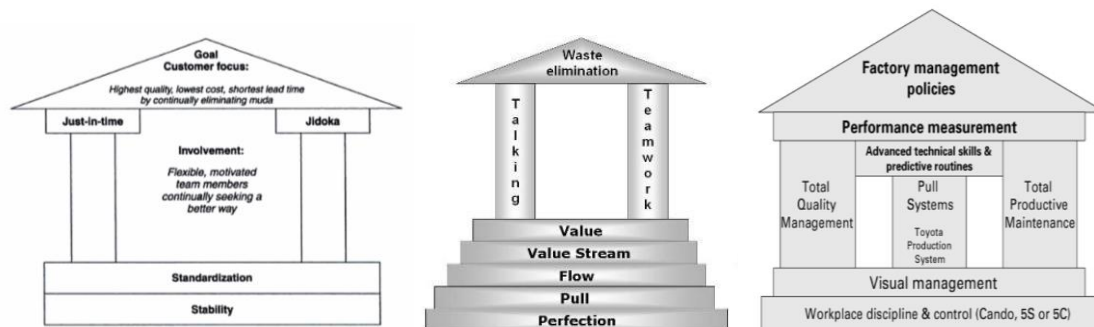 Goal
Customer focus:
Highest quality, lowest cost, shortest lead time
by continually eliminating muda
Just-in-time
Jidoka
Involvement:
Flexible, motivated
team members
continually seeking a
better way
Standardization
Stability
Waste
elimination
Talking
Teamwork
Value
Value Stream
Flow
Pull
Perfection
Factory management
policies
Performance measurement
Advanced technical skills &
predictive routines
Total
Quality
Management
Pull
Systems
Toyota
Production
System
Total
Productive
Maintenance
Visual management
Workplace discipline & control (Cando, 5S or 5C)